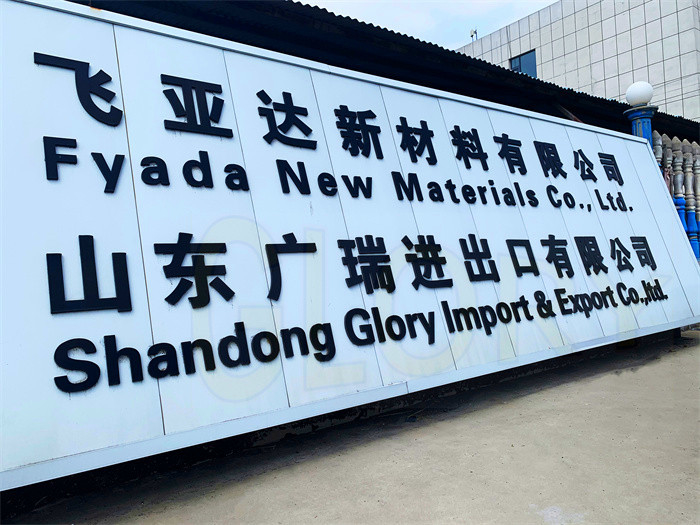 飞亚达新材料有限公司
Fyada New Materials Co., Ltd.
山东广瑞进出口有限公司
Shandong Glory Import & Export Co.,ltd.
GLORY